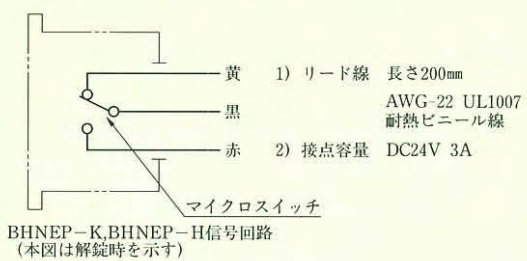 黄 1) リード線 長さ200㎜
黒 AWG-22 UL1007
耐熱ビニール線
赤 2) 接点容量 DC24V 3A
マイクロスイッチ
BHNEP-K,BHNEP-H信号回路
(本図は解錠時を示す)